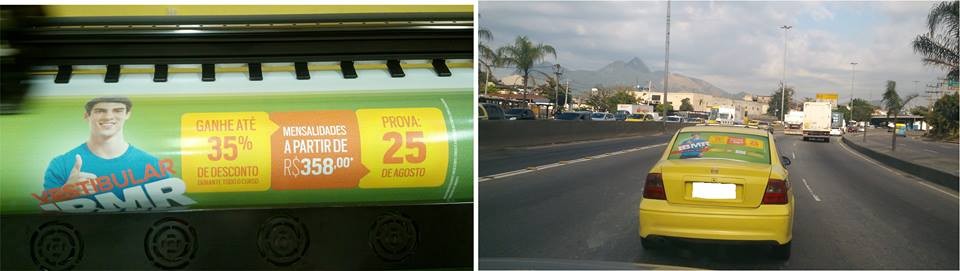 GANHE ATÉ
35%
DE DESCONTO
DURANTE TODO O CURSO
MENSALIDADES
A PARTIR DE
R$358,00*
PROVA:
25
DE AGOSTO
VESTIBULAR
IBMR
IBMR